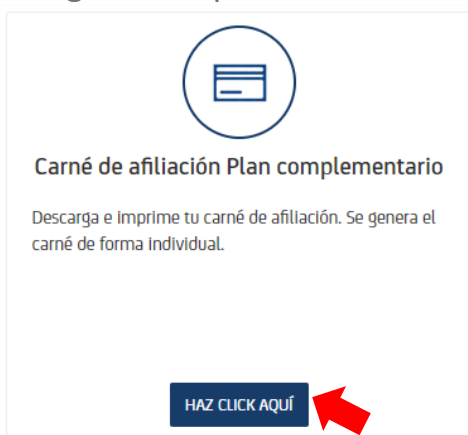 Carné de afiliación Plan complementario
Descarga e imprime tu carné de afiliación. Se genera el
carné de forma individual.
HAZ CLICK AQUÍ